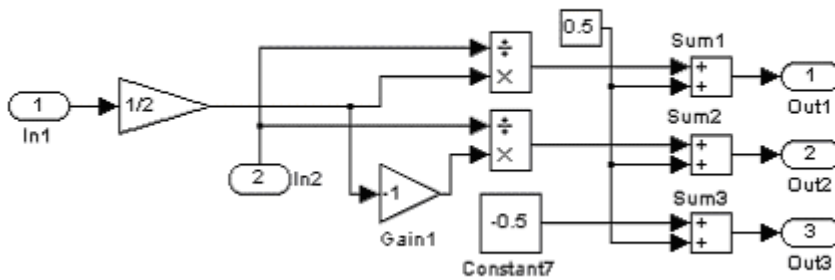 0.5
Sum1
÷
×
+
+
1
Out1
1
In1
1/2
÷
×
Sum2
+
+
2
Out2
2
In2
-1
Gain1
-0.5
Constant7
Sum3
+
+
3
Out3